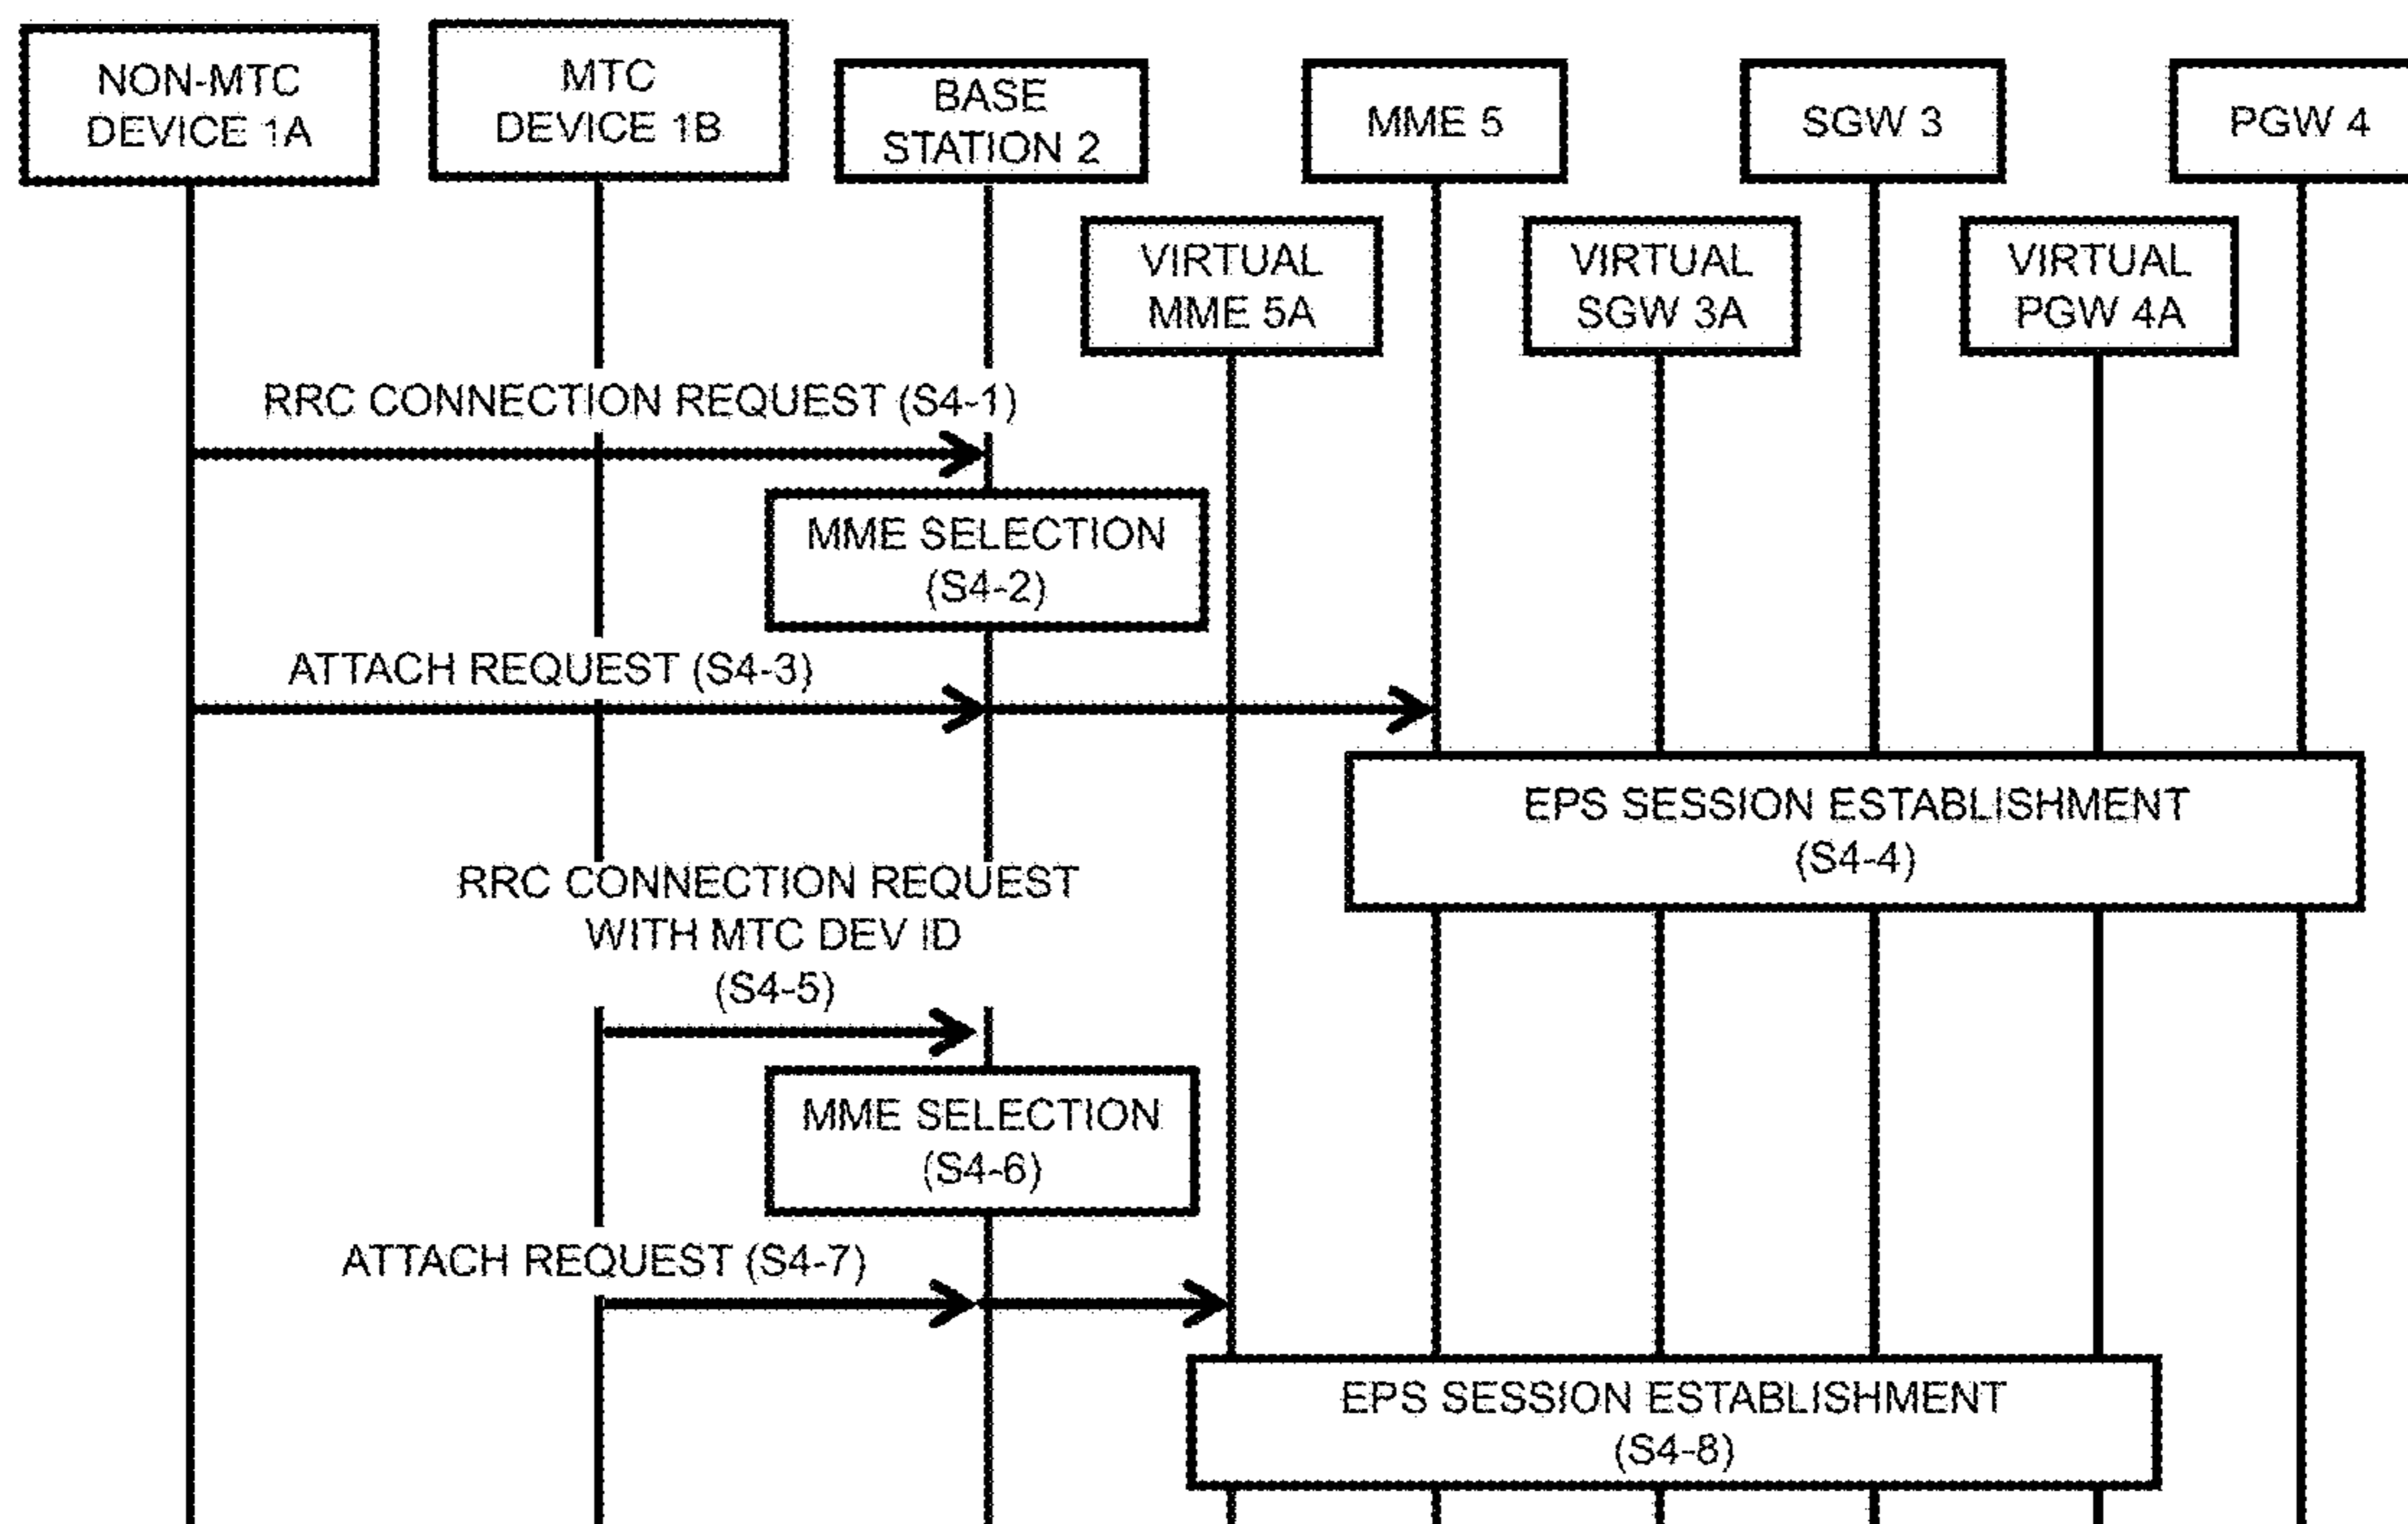 NON-MTC
DEVICE 1A
MTC
DEVICE 1B
BASE
STATION 2
MME 5
SGW 3
PGW 4
VIRTUAL
MME 5A
VIRTUAL
SGW 3A
VIRTUAL
PGW 4A
RRC CONNECTION REQUEST (S4-1)
MME SELECTION
(S4-2)
ATTACH REQUEST (S4-3)
EPS SESSION ESTABLISHMENT
(S4-4)
RRC CONNECTION REQUEST
WITH MTC DEV ID
(S4-5)
MME SELECTION
(S4-6)
ATTACH REQUEST (S4-7)
EPS SESSION ESTABLISHMENT
(S4-8)